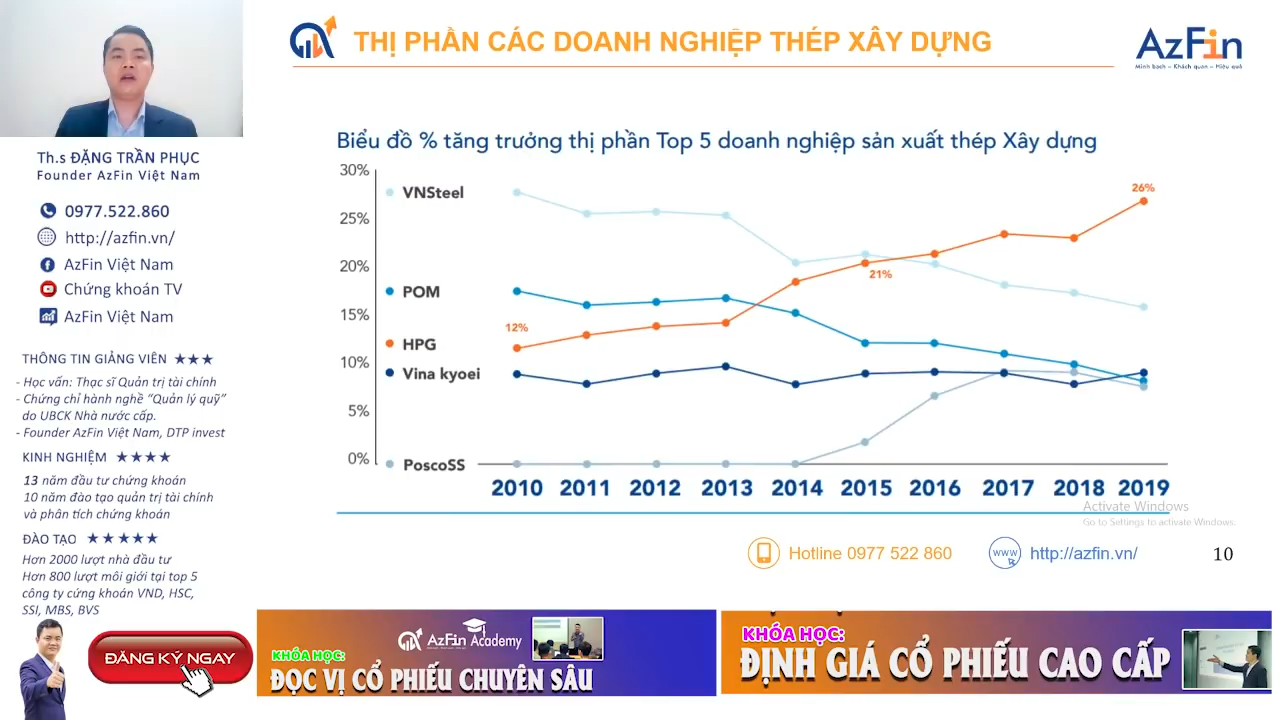 THỊ PHẦN CÁC DOANH NGHIỆP THÉP XÂY DỰNG
AzFin
Minh bạch – Khách quan – Hiệu quả
Th.s ĐẶNG TRẦN PHỤC
Founder AzFin Việt Nam
0977.522.860
http://azfin.vn/
AzFin Việt Nam
Chứng khoán TV
AzFin Việt Nam
THÔNG TIN GIẢNG VIÊN ★★★
- Học vấn: Thạc sĩ Quản trị tài chính
- Chứng chỉ hành nghề “Quản lý quỹ”
do UBCK Nhà nước cấp.
- Founder AzFin Việt Nam, DTP invest
KINH NGHIỆM ★★★★
13 năm đầu tư chứng khoán
10 năm đào tạo quản trị tài chính
và phân tích chứng khoán
ĐÀO TẠO ★★★★★
Hơn 2000 lượt nhà đầu tư
Hơn 800 lượt môi giới tại top 5
công ty cứng khoán VND, HSC,
SSI, MBS, BVS
ĐĂNG KÝ NGAY
Biểu đồ % tăng trưởng thị phần Top 5 doanh nghiệp sản xuất thép Xây dựng
30%
25%
20%
15%
10%
5%
0%
VNSteel
POM
HPG
Vina kyoei
PoscoSS
12%
21%
26%
2010 2011 2012 2013 2014 2015 2016 2017 2018 2019
Activate Windows
Go to Settings to activate Windows.
Hotline 0977 522 860
www
http://azfin.vn/
10
AzFin Academy
KHÓA HỌC:
ĐỌC VỊ CỔ PHIẾU CHUYÊN SÂU
KHÓA HỌC:
ĐỊNH GIÁ CỔ PHIẾU CAO CẤP